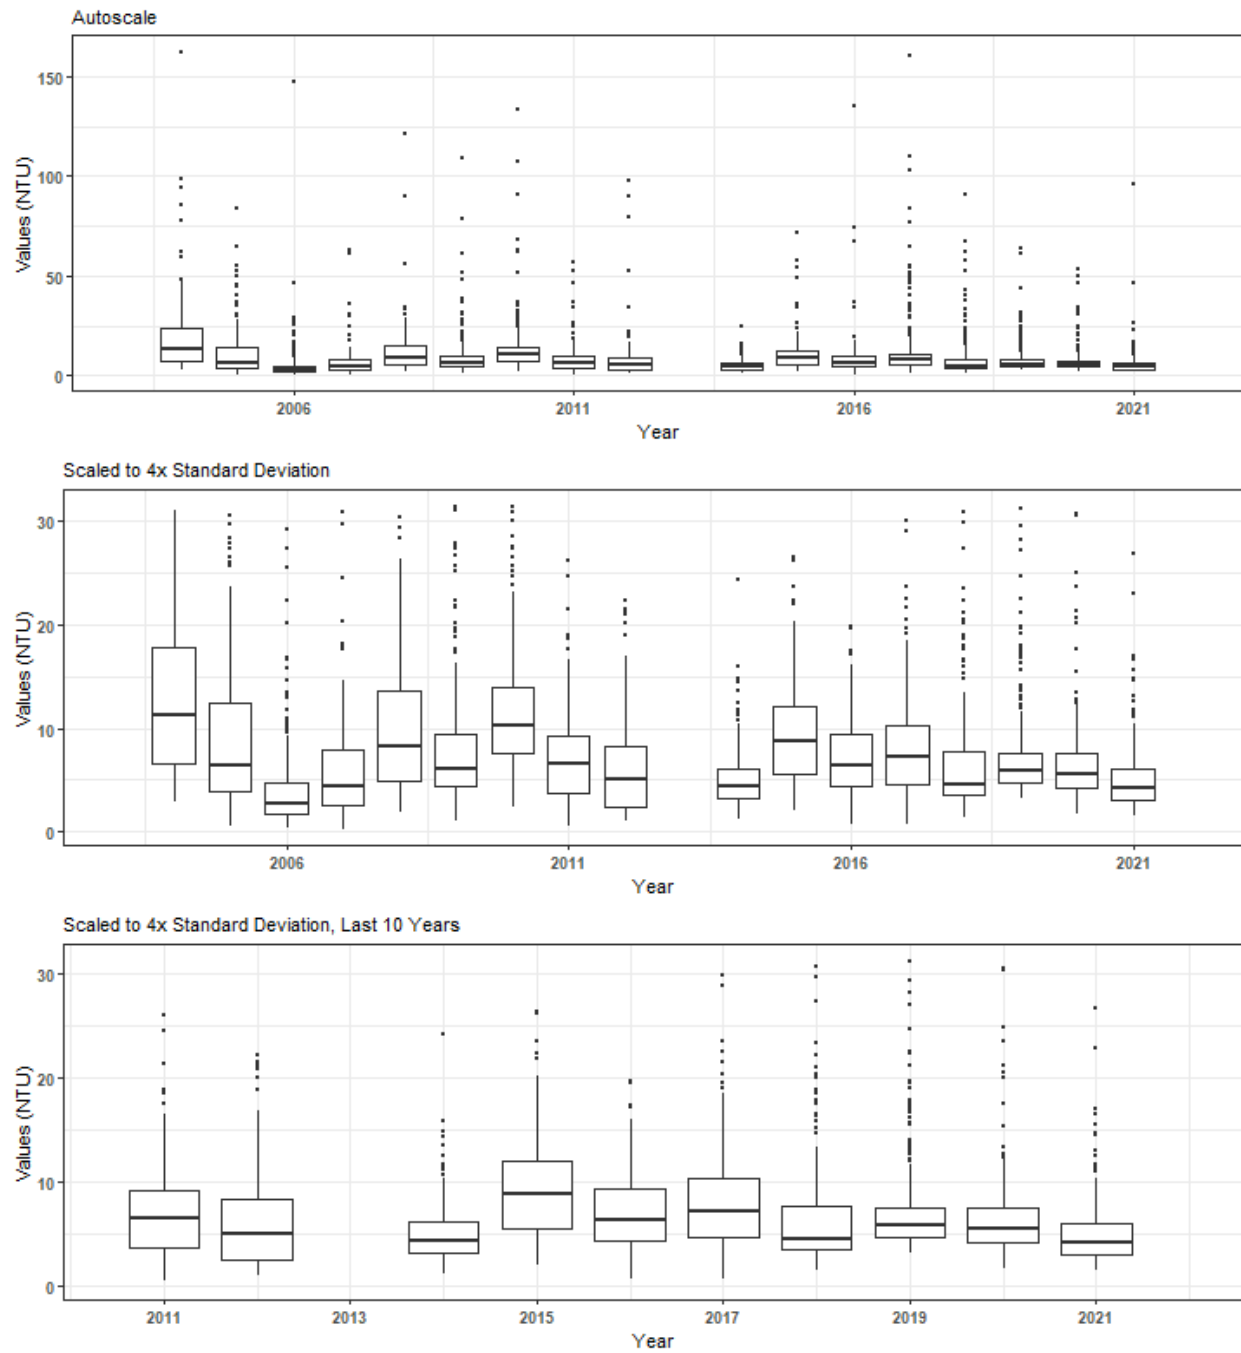 Autoscale
150
100
50
0
Values (NTU)
2006 2011 2016 2021
Year
Scaled to 4x Standard Deviation
30
20
10
0
Values (NTU)
2006 2011 2016 2021
Year
Scaled to 4x Standard Deviation, Last 10 Years
30
20
10
0
Values (NTU)
2011 2013 2015 2017 2019 2021
Year